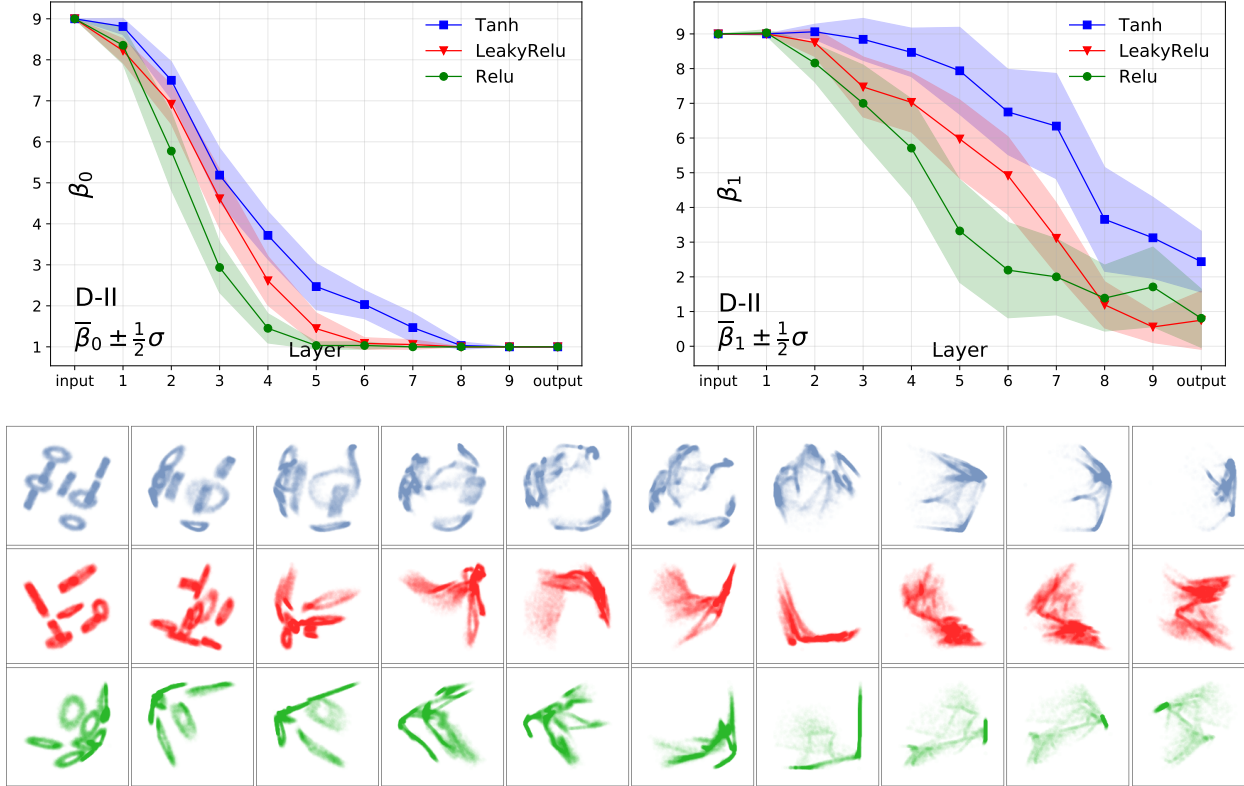 9
8
7
6
5
4
3
2
1
β₀
Tanh
LeakyRelu
Relu
D-II
β̅₀ ± ½σ
Layer
input 1 2 3 4 5 6 7 8 9 output
9
8
7
6
5
4
3
2
1
0
β₁
Tanh
LeakyRelu
Relu
D-II
β̅₁ ± ½σ
Layer
input 1 2 3 4 5 6 7 8 9 output